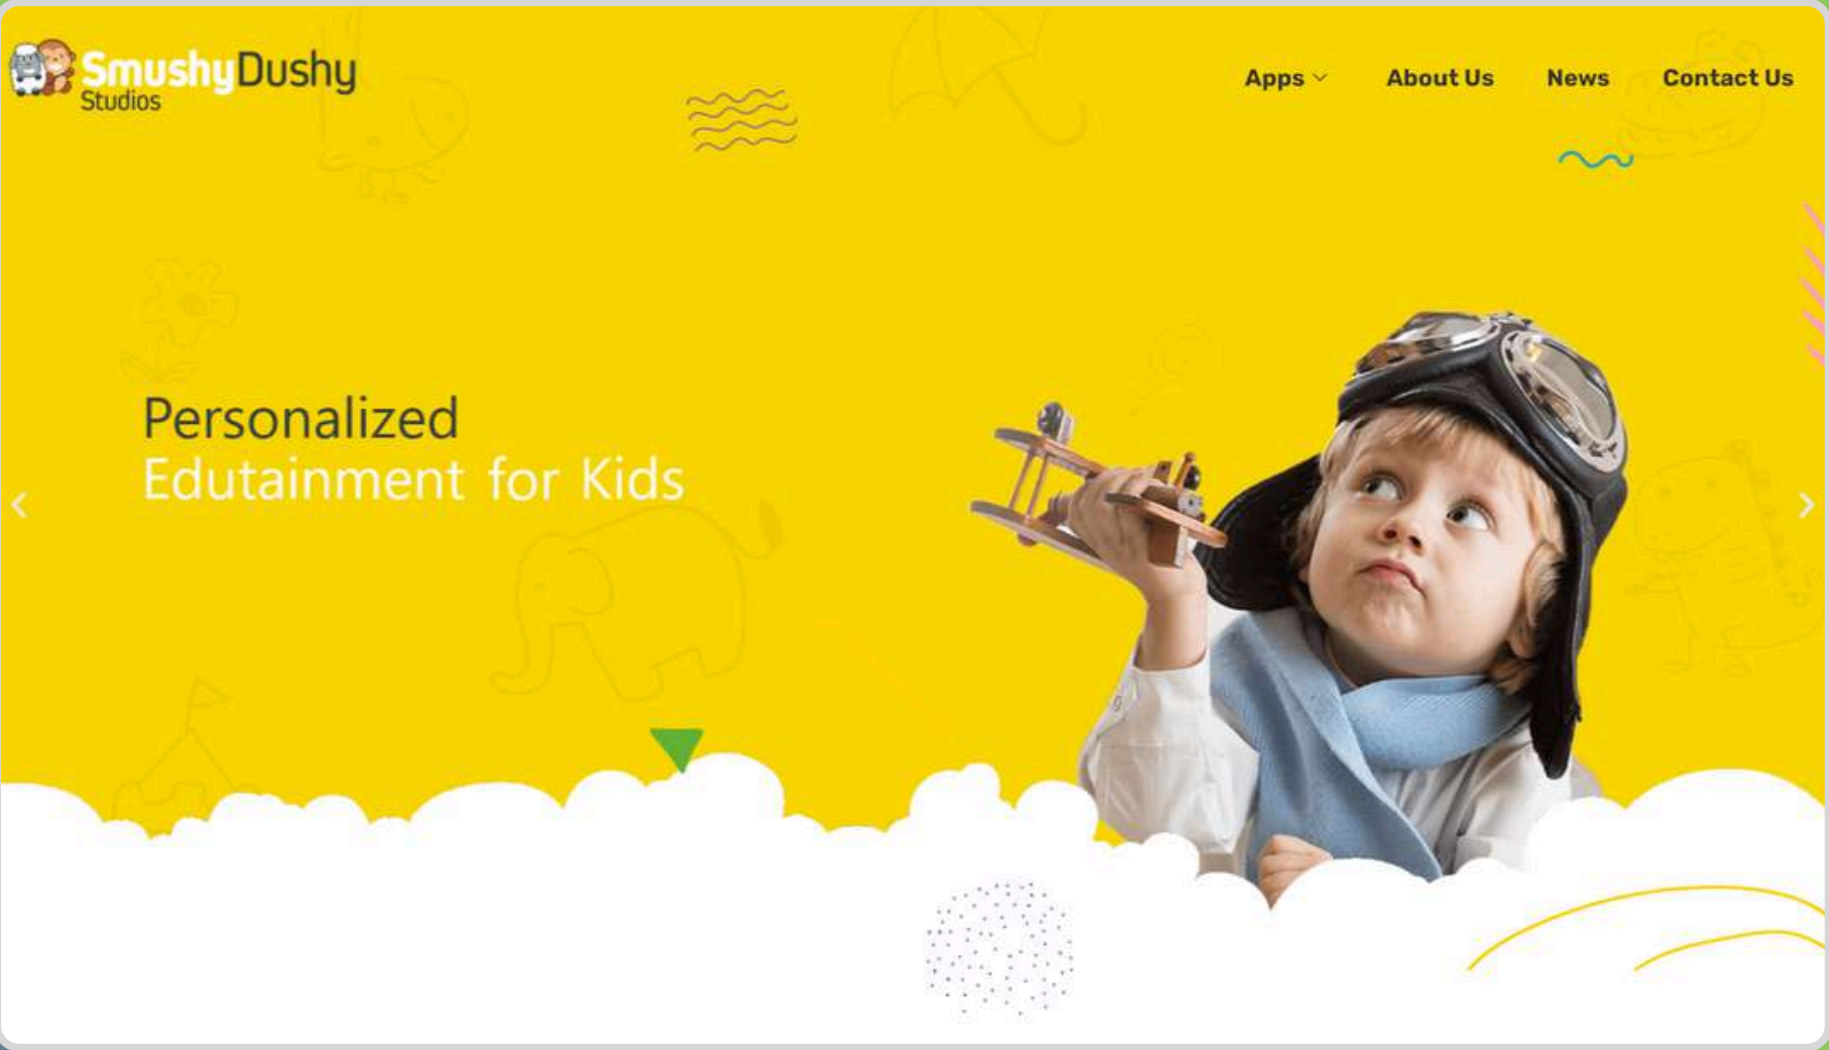 SmushyDushy
Studios
Apps
About Us
News
Contact Us
Personalized
Edutainment for Kids